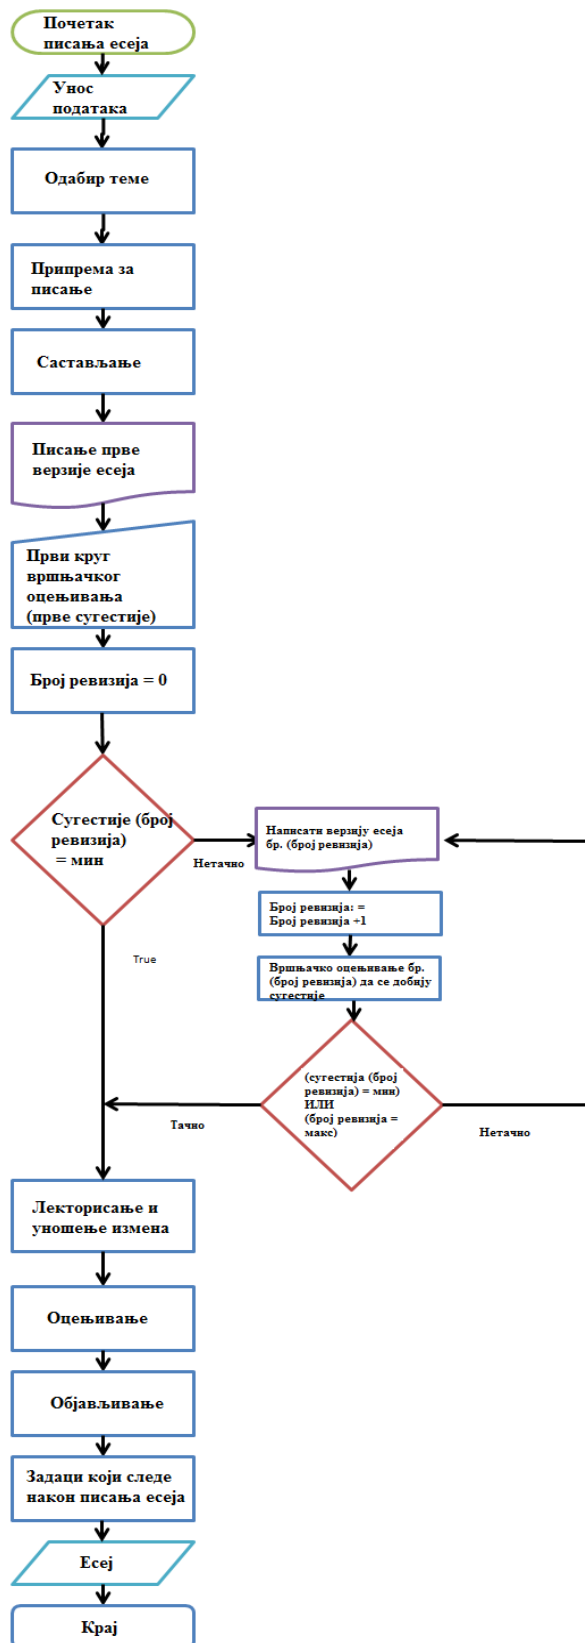 Почетак
писања есеја
Унос
података
Одабир теме
Припрема за
писање
Састављање
Писање прве
верзије есеја
Први круг
вршњачког
оцењивања
(прве сугестије)
Број ревизија = 0
Сугестије (број
ревизија)
= мин
Нетачно
Написати верзију есеја
бр. (број ревизија)
Број ревизија: =
Број ревизија +1
True
Вршњачко оцењивање бр.
(број ревизија) да се добију
сугестије
(сугестија (број
ревизија) = мин)
ИЛИ
(број ревизија =
макс)
Тачно
Нетачно
Лекторисање и
уношење измена
Оцењивање
Објављивање
Задаци који следе
након писања есеја
Есеј
Крај